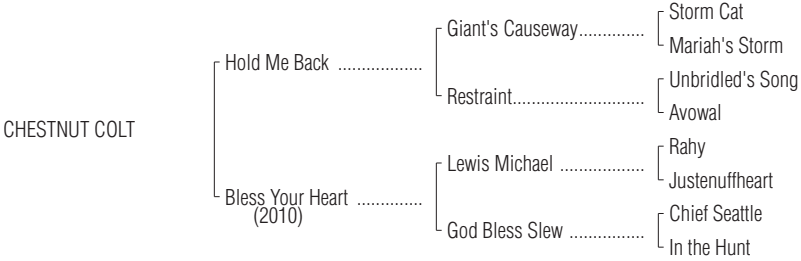 Storm Cat
Giant's Causeway..............
Mariah's Storm
Hold Me Back ..................
Unbridled's Song
Restraint............................
Avowal
CHESTNUT COLT
Rahy
Lewis Michael ..................
Justenuffheart
Bless Your Heart ..............
(2010)
Chief Seattle
God Bless Slew ................
In the Hunt